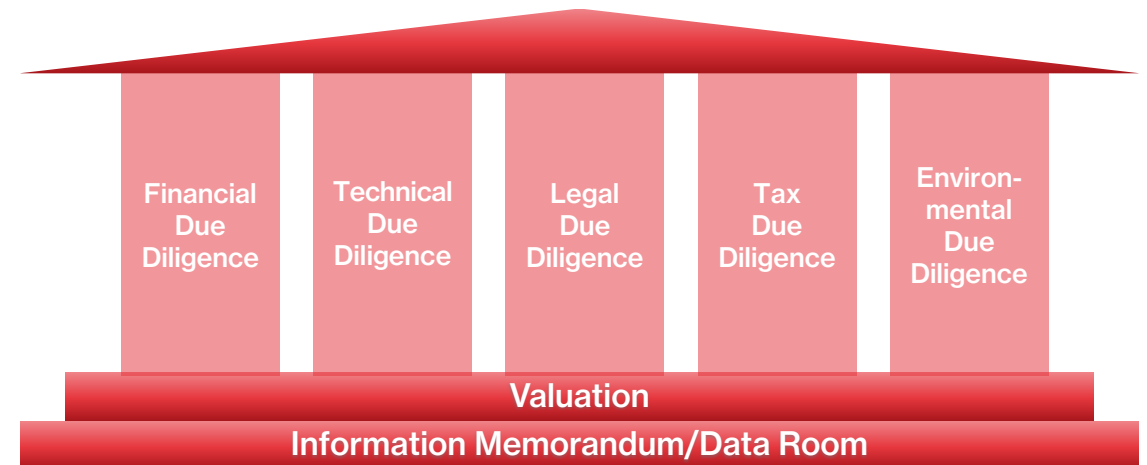 Financial
Due
Diligence
Technical
Due
Diligence
Legal
Due
Diligence
Tax
Due
Diligence
Environ-
mental
Due
Diligence
Valuation
Information Memorandum/Data Room